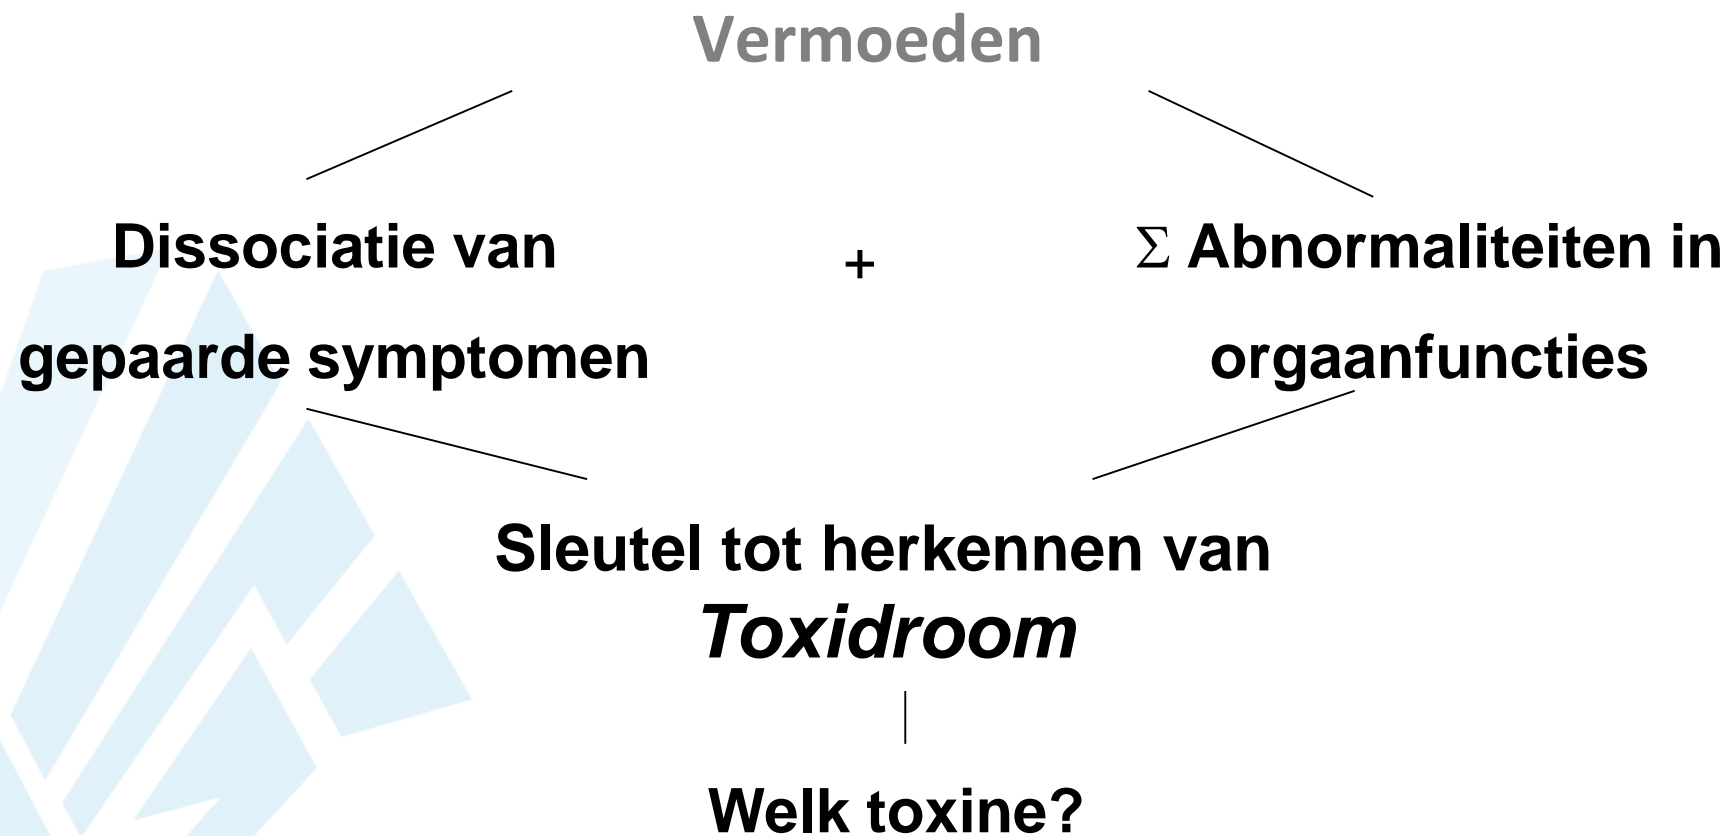 Vermoeden
Dissociatie van
gepaarde symptomen
+
Σ Abnormaliteiten in
orgaanfuncties
Sleutel tot herkennen van
Toxidroom
Welk toxine?